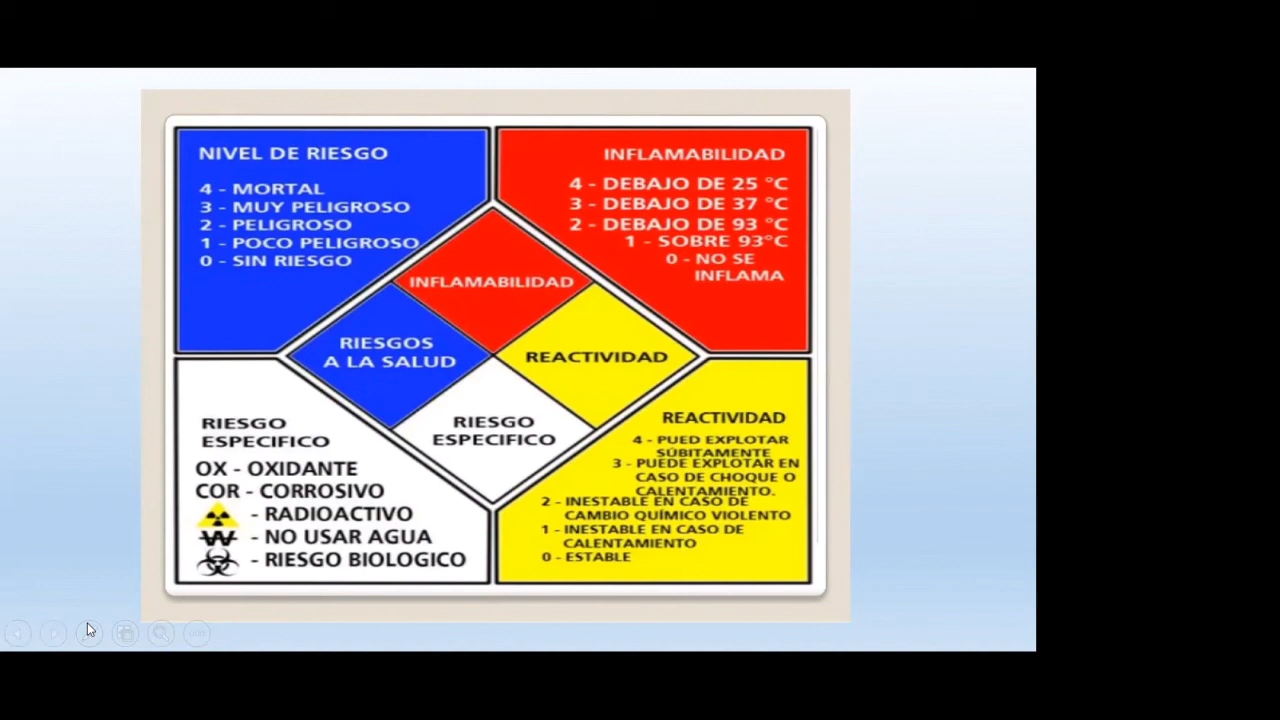 NIVEL DE RIESGO
4 - MORTAL
3 - MUY PELIGROSO
2 - PELIGROSO
1 - POCO PELIGROSO
0 - SIN RIESGO
INFLAMABILIDAD
4 - DEBAJO DE 25 °C
3 - DEBAJO DE 37 °C
2 - DEBAJO DE 93 °C
1 - SOBRE 93°C
0 - NO SE
INFLAMA
INFLAMABILIDAD
RIESGOS
A LA SALUD
REACTIVIDAD
RIESGO
ESPECIFICO
RIESGO
ESPECIFICO
OX - OXIDANTE
COR - CORROSIVO
- RADIOACTIVO
W - NO USAR AGUA
- RIESGO BIOLOGICO
REACTIVIDAD
4 - PUED EXPLOTAR
SÚBITAMENTE
3 - PUEDE EXPLOTAR EN
CASO DE CHOQUE O
CALENTAMIENTO.
2 - INESTABLE EN CASO DE
CAMBIO QUÍMICO VIOLENTO
1 - INESTABLE EN CASO DE
CALENTAMIENTO
0 - ESTABLE